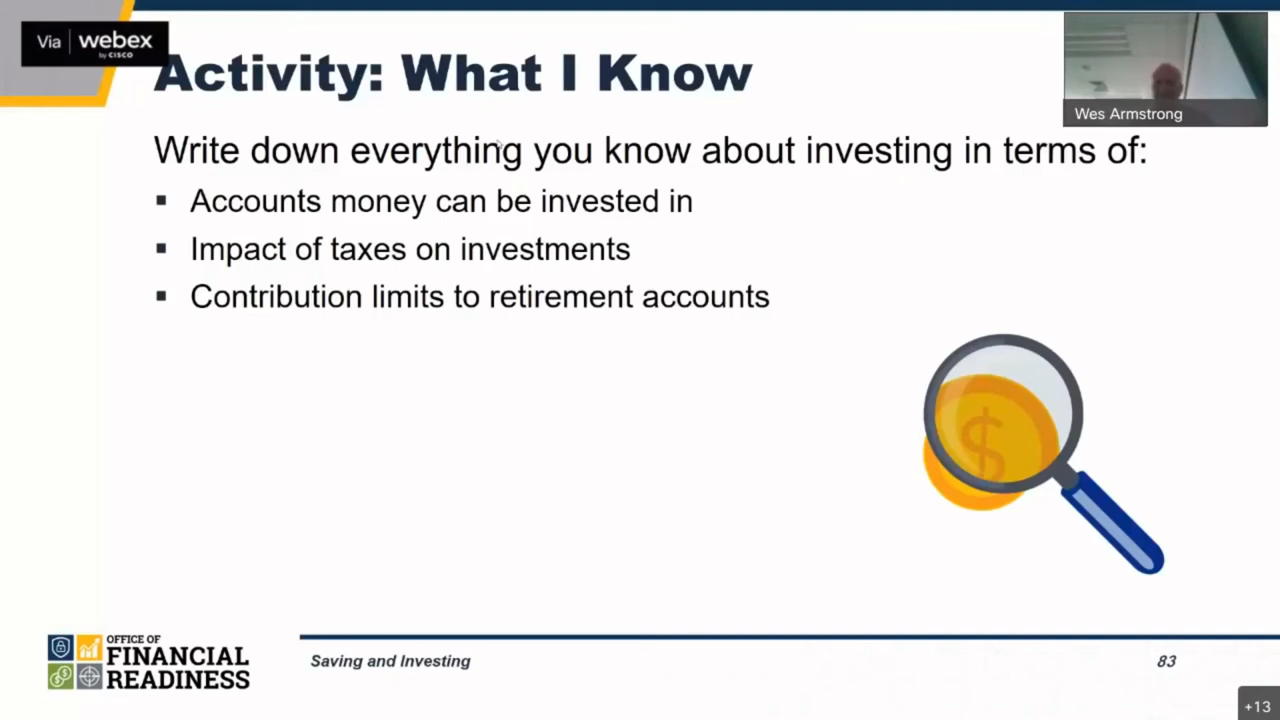 Via webex
by CISCO
Activity: What I Know
Wes Armstrong
Write down everything you know about investing in terms of:
▪ Accounts money can be invested in
▪ Impact of taxes on investments
▪ Contribution limits to retirement accounts
$
OFFICE OF
FINANCIAL
READINESS
Saving and Investing
83
+13